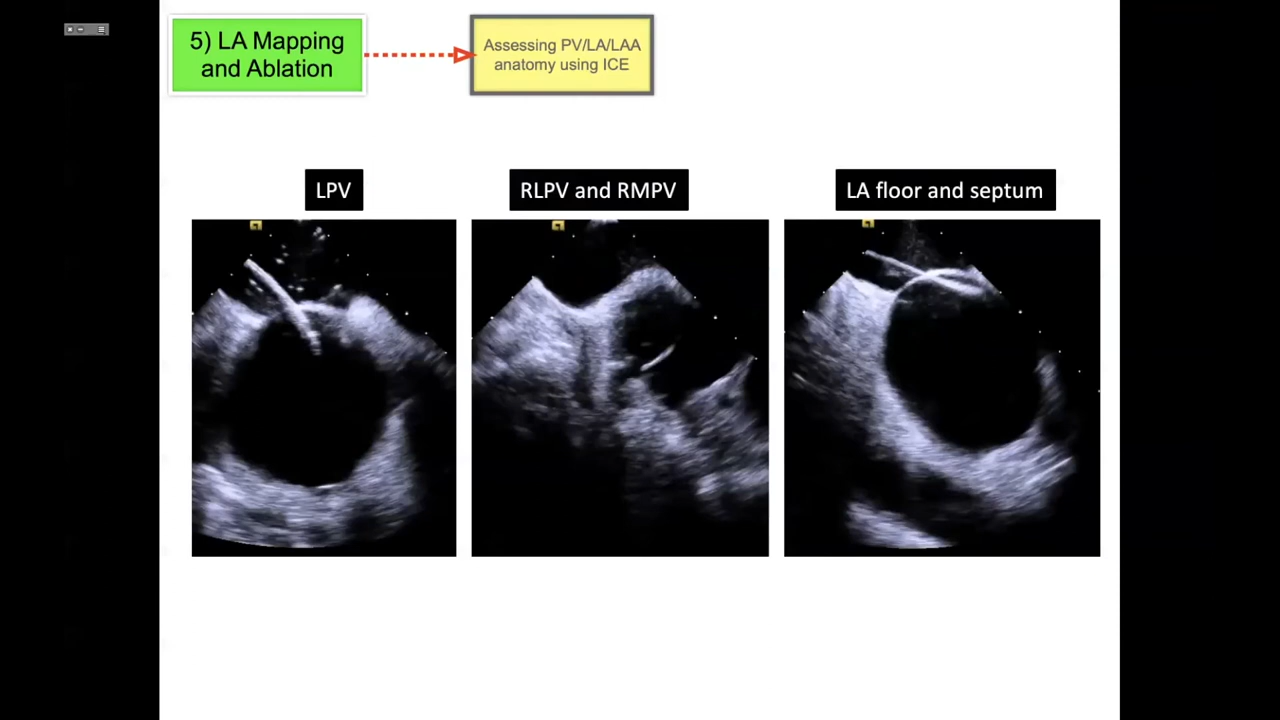 5) LA Mapping
and Ablation
Assessing PV/LA/LAA
anatomy using ICE
LPV
RLPV and RMPV
LA floor and septum